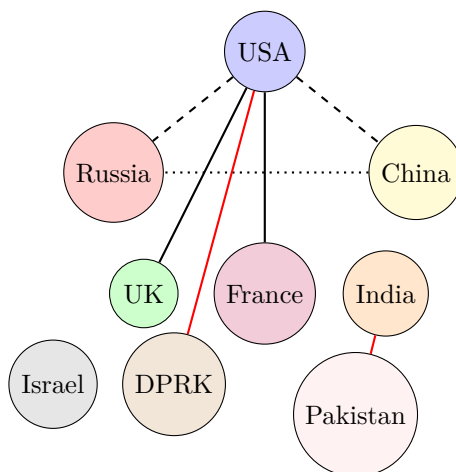 USA
Russia
China
UK
France
India
Israel
DPRK
Pakistan